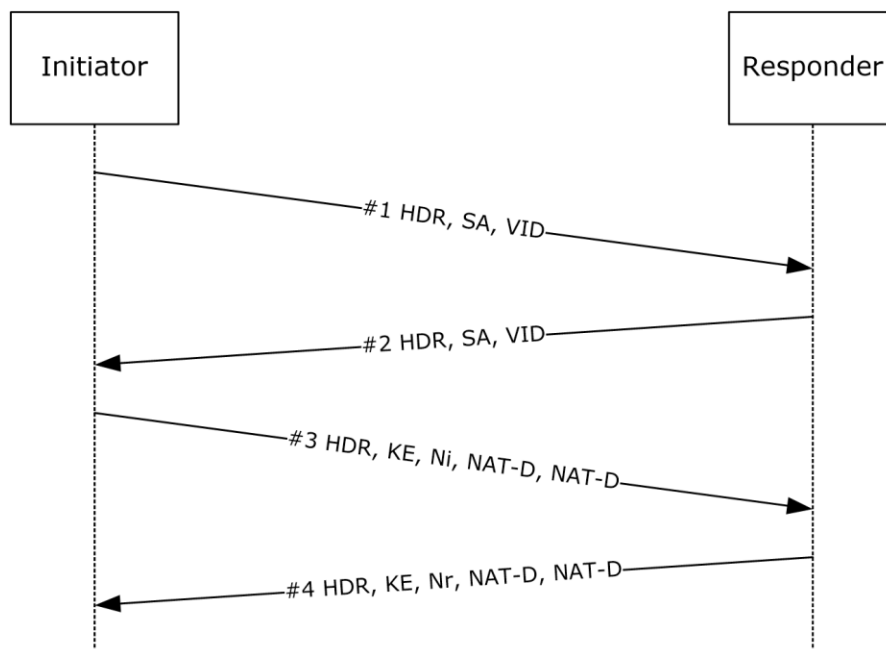 Initiator
Responder
#1 HDR, SA, VID
#2 HDR, SA, VID
#3 HDR, KE, Ni, NAT-D, NAT-D
#4 HDR, KE, Nr, NAT-D, NAT-D